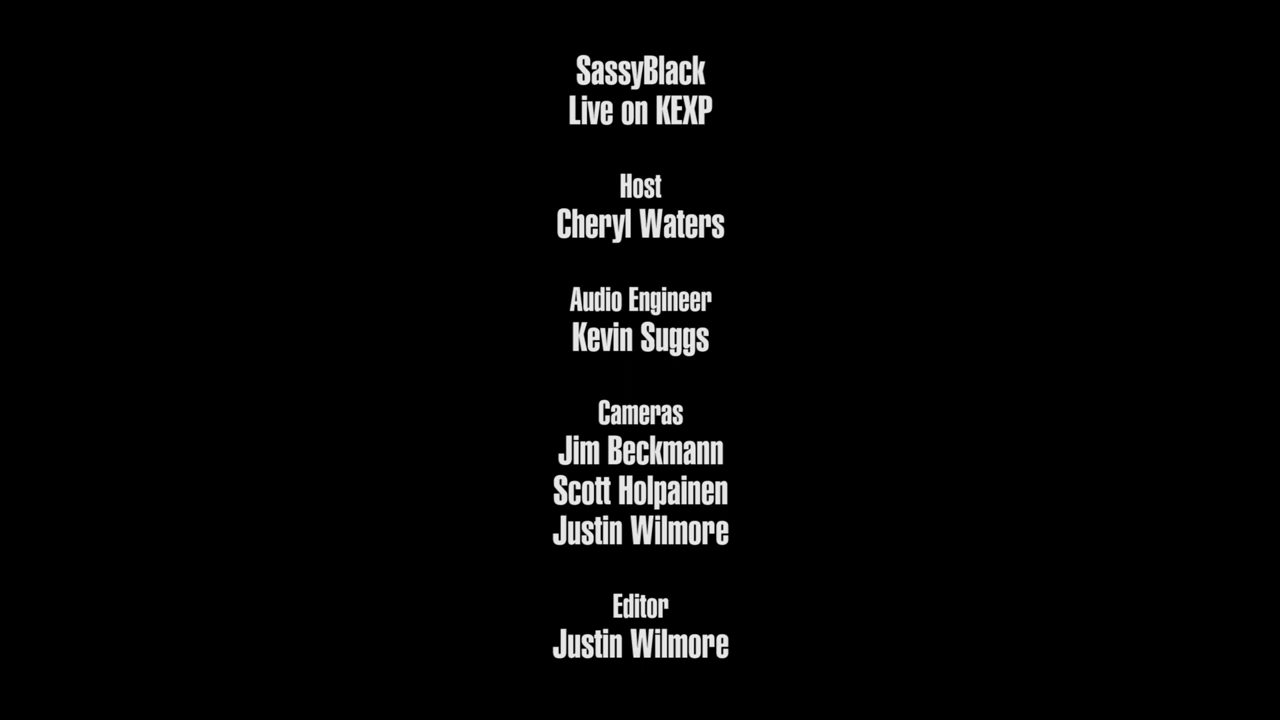 SassyBlack
Live on KEXP
Host
Cheryl Waters
Audio Engineer
Kevin Suggs
Cameras
Jim Beckmann
Scott Holpainen
Justin Wilmore
Editor
Justin Wilmore